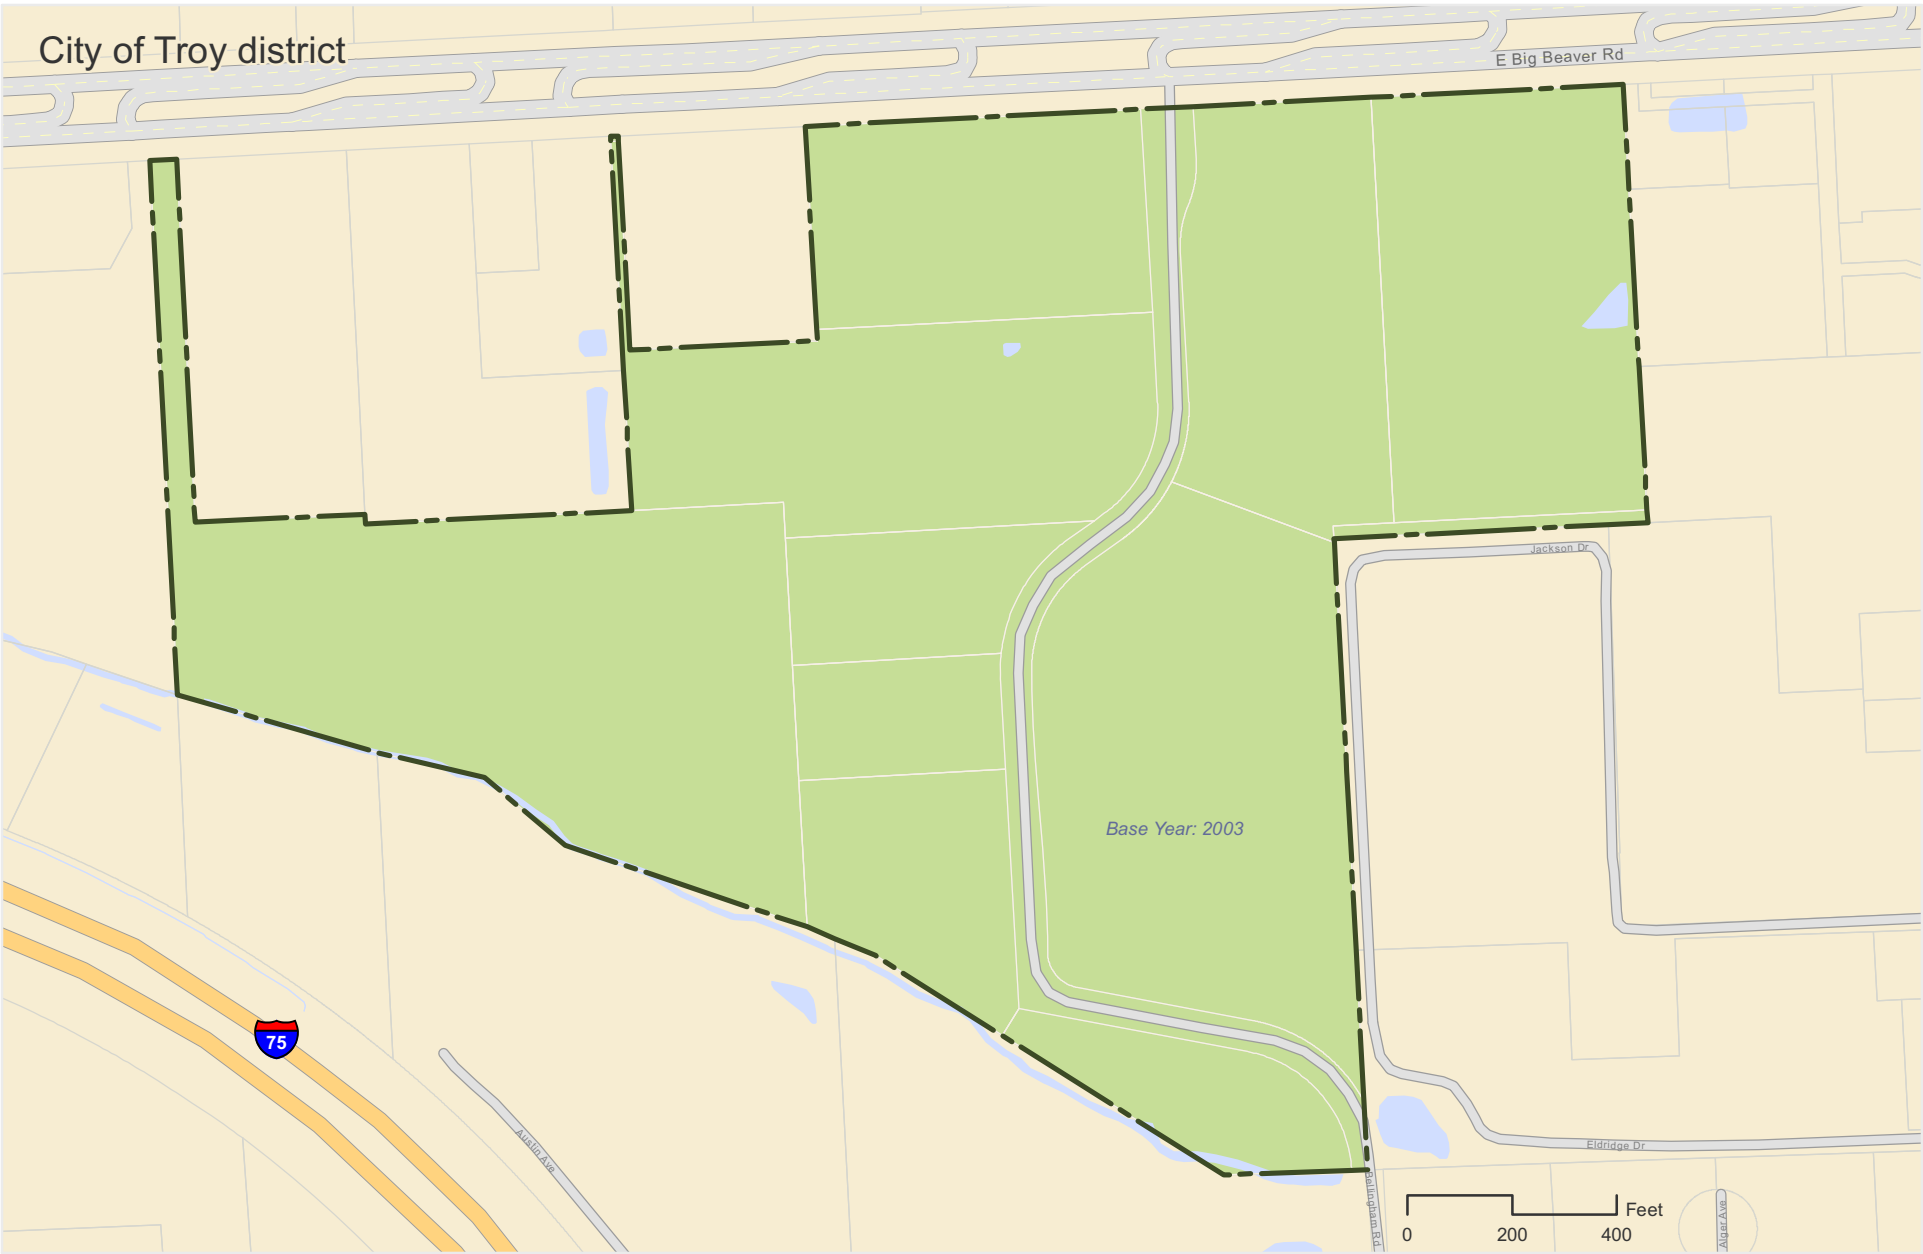 City of Troy district
E Big Beaver Rd
Jackson Dr
Base Year: 2003
75
Austin Ave
Eldridge Dr
Bellingham Rd
Alger Ave
Feet
0 200 400